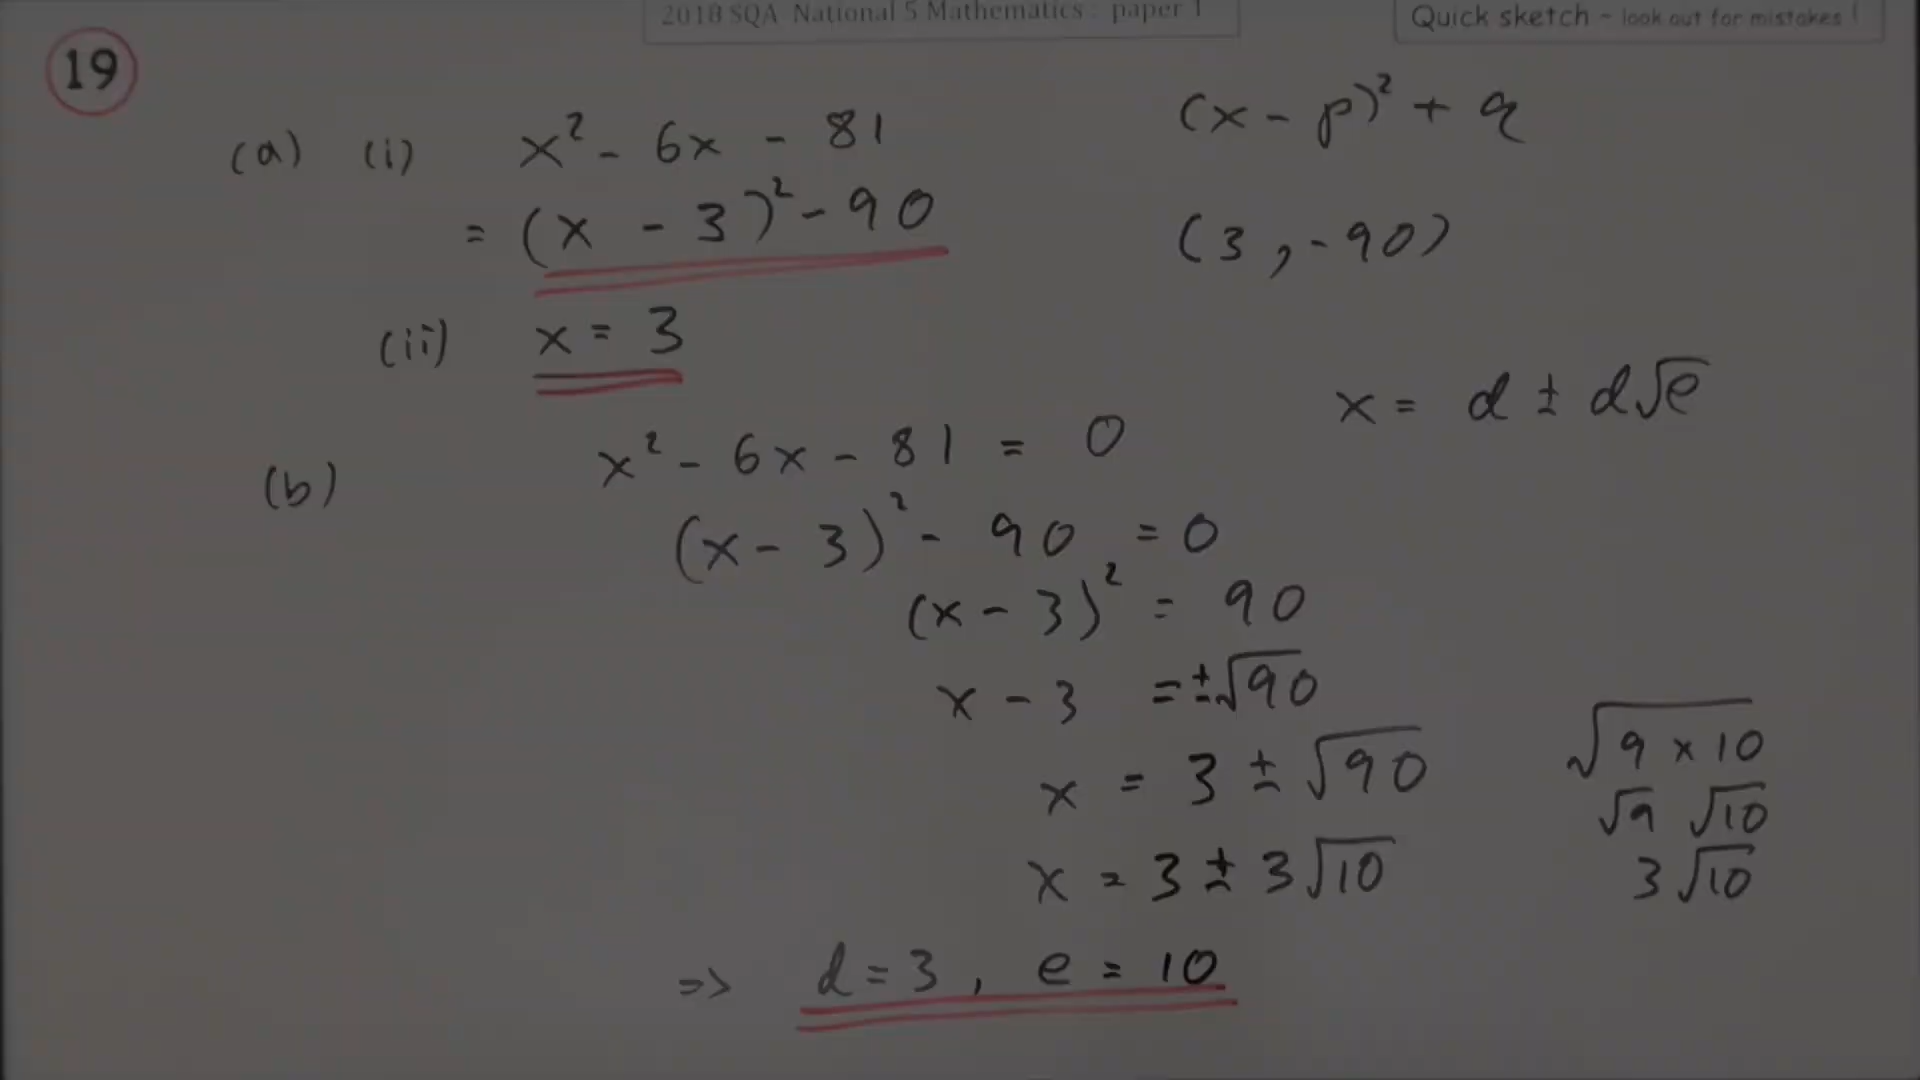 2018 SQA National 5 Mathematics : paper 1
Quick sketch - look out for mistakes !
19
(a) (i) x² - 6x - 81
(x - p)² + q
= (x - 3)² - 90
(3, -90)
(ii) x = 3
x = d ± d√e
(b) x² - 6x - 81 = 0
(x - 3)² - 90 = 0
(x - 3)² = 90
x - 3 = ±√90
x = 3 ± √90
√9 x 10
√9 √10
x = 3 ± 3√10
3√10
=> d = 3, e = 10